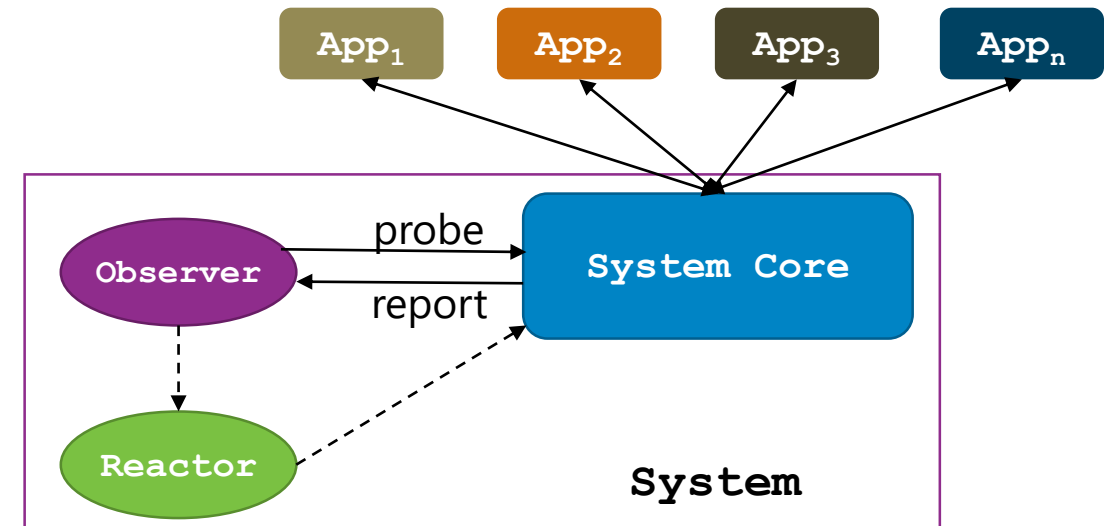 App₁
App₂
App₃
Appₙ
probe
Observer
System Core
report
Reactor
System